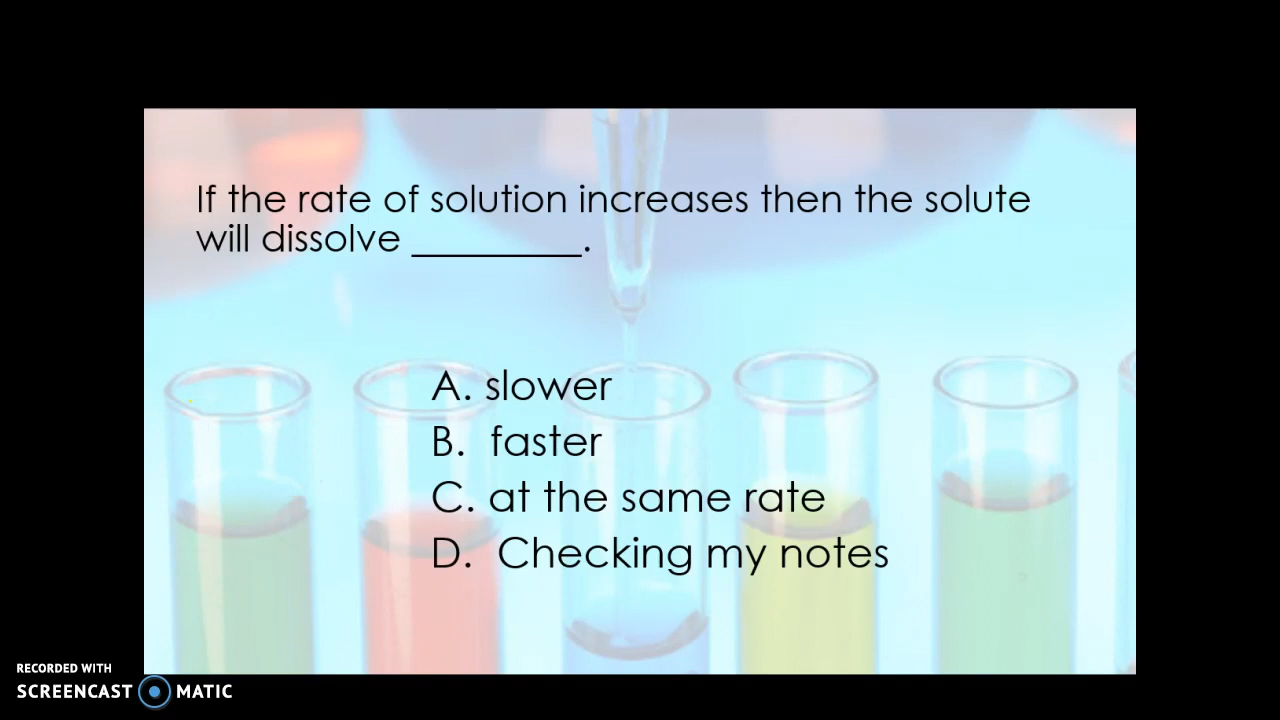 If the rate of solution increases then the solute
will dissolve _________.
A. slower
B. faster
C. at the same rate
D. Checking my notes
RECORDED WITH
SCREENCAST MATIC